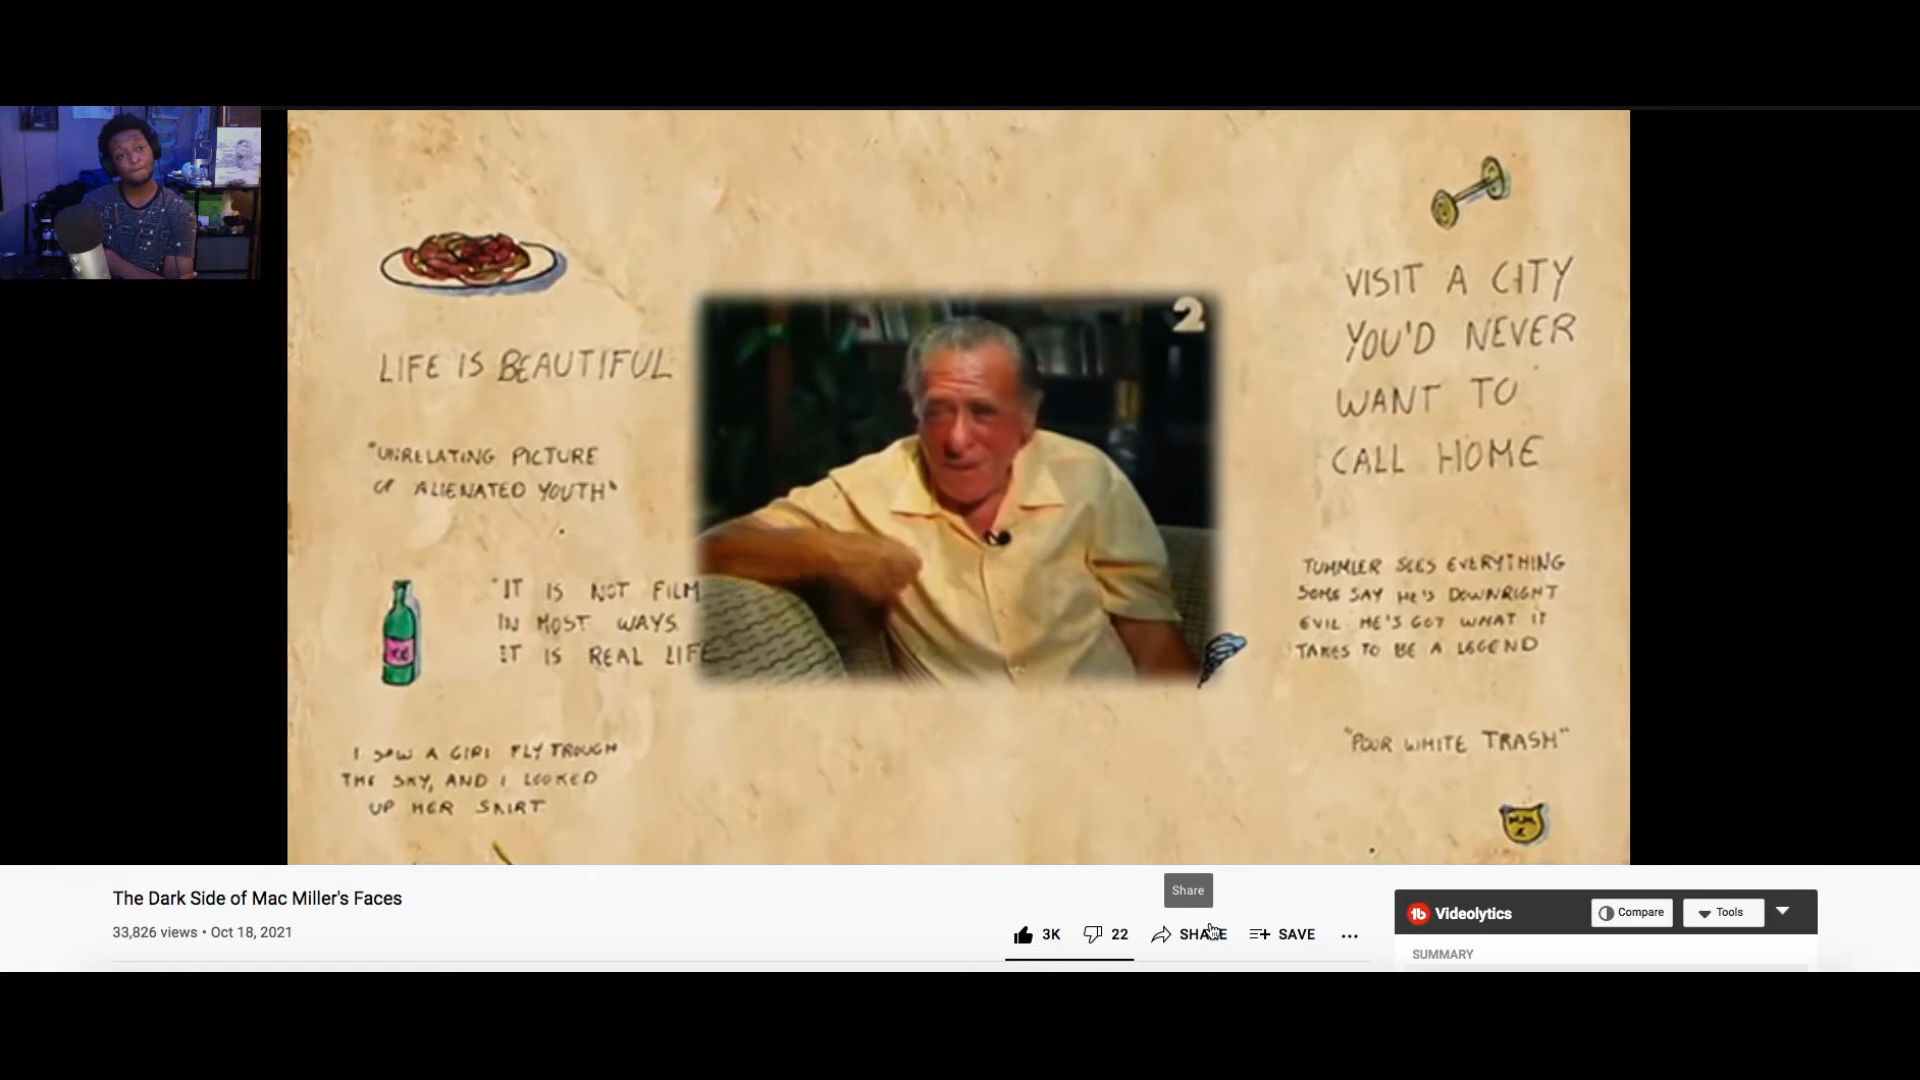 2
LIFE IS BEAUTIFUL
"UNRELATING PICTURE
OF ALIENATED YOUTH"
"IT IS NOT FILM
IN MOST WAYS
IT IS REAL LIFE
I SAW A GIRL FLY TROUGH
THE SKY, AND I LOOKED
UP HER SKIRT
VISIT A CITY
YOU'D NEVER
WANT TO
CALL HOME
TUMMLER SEES EVERYTHING
SOME SAY HE'S DOWNRIGHT
EVIL. HE'S GOT WHAT IT
TAKES TO BE A LEGEND
"POOR WHITE TRASH"
The Dark Side of Mac Miller's Faces
33,826 views • Oct 18, 2021
Share
3K
22
SHARE
SAVE
...
tb Videolytics
Compare
Tools
SUMMARY